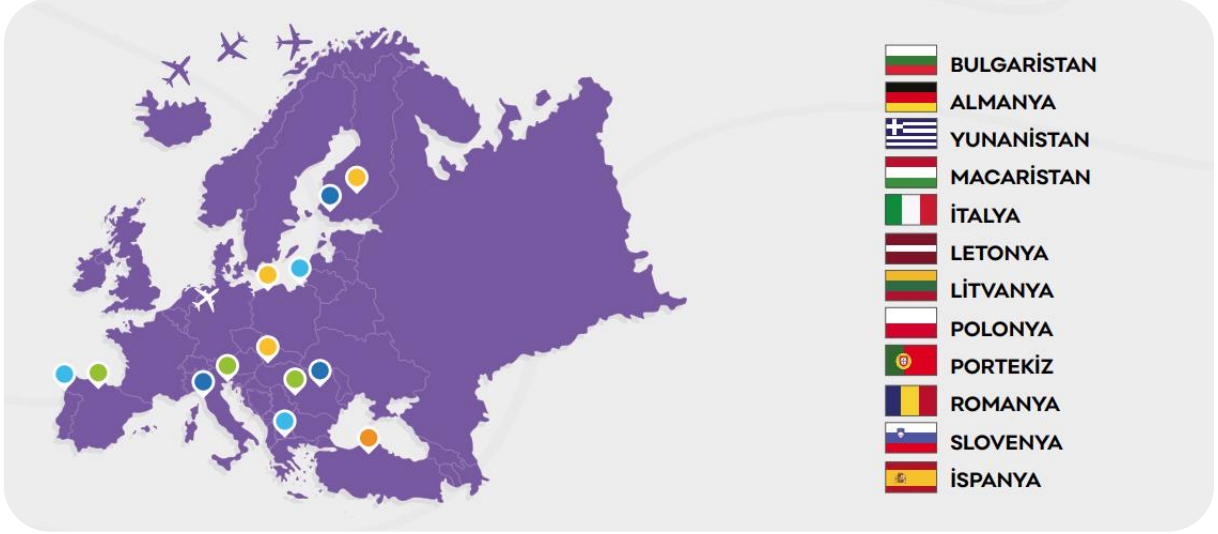 BULGARİSTAN
ALMANYA
YUNANİSTAN
MACARİSTAN
İTALYA
LETONYA
LİTVANYA
POLONYA
PORTEKİZ
ROMANYA
SLOVENYA
İSPANYA